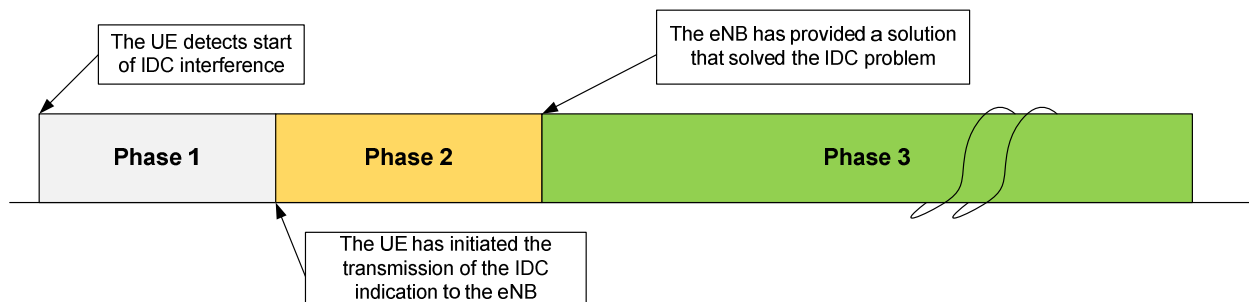 The UE detects start
of IDC interference
The eNB has provided a solution
that solved the IDC problem
Phase 1
Phase 2
Phase 3
The UE has initiated the
transmission of the IDC
indication to the eNB